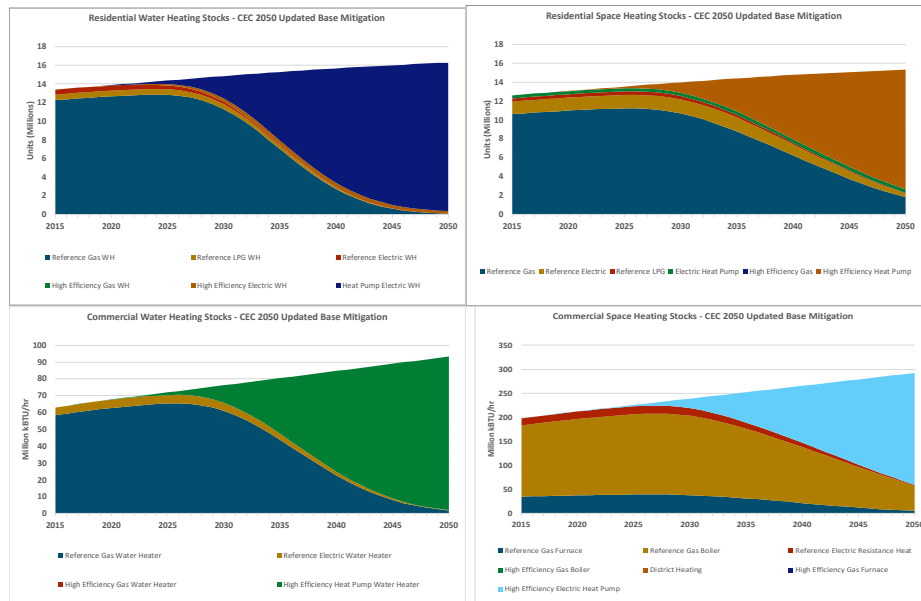 Residential Water Heating Stocks - CEC 2050 Updated Base Mitigation
Units (Millions)
18
16
14
12
10
8
6
4
2
0
2015 2020 2025 2030 2035 2040 2045 2050
Reference Gas WH Reference LPG WH Reference Electric WH
High Efficiency Gas WH High Efficiency Electric WH Heat Pump Electric WH
Residential Space Heating Stocks - CEC 2050 Updated Base Mitigation
Units (Millions)
18
16
14
12
10
8
6
4
2
0
2015 2020 2025 2030 2035 2040 2045 2050
Reference Gas Reference Electric Reference LPG Electric Heat Pump High Efficiency Gas High Efficiency Heat Pump
Commercial Water Heating Stocks - CEC 2050 Updated Base Mitigation
Million kBTU/hr
100
90
80
70
60
50
40
30
20
10
0
2015 2020 2025 2030 2035 2040 2045 2050
Reference Gas Water Heater Reference Electric Water Heater
High Efficiency Gas Water Heater High Efficiency Heat Pump Water Heater
Commercial Space Heating Stocks - CEC 2050 Updated Base Mitigation
Million kBTU/hr
350
300
250
200
150
100
50
0
2015 2020 2025 2030 2035 2040 2045 2050
Reference Gas Furnace Reference Gas Boiler Reference Electric Resistance Heat
High Efficiency Gas Boiler District Heating High Efficiency Gas Furnace
High Efficiency Electric Heat Pump